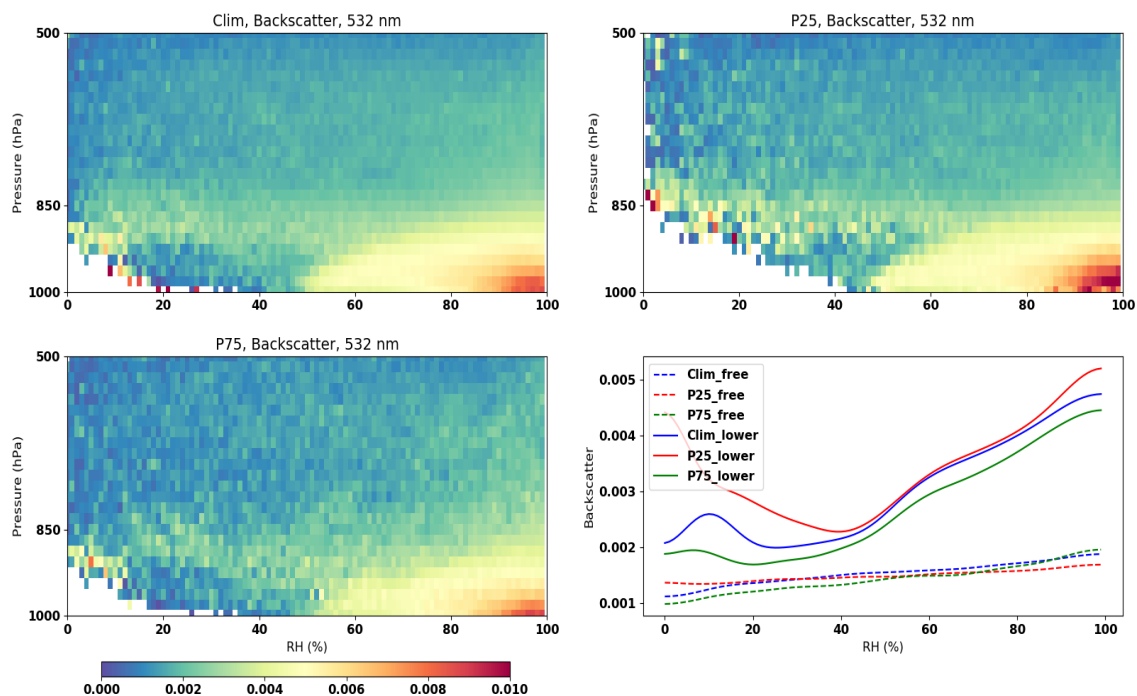 Clim, Backscatter, 532 nm
500
850
1000
Pressure (hPa)
0 20 40 60 80 100
P25, Backscatter, 532 nm
500
850
1000
Pressure (hPa)
0 20 40 60 80 100
P75, Backscatter, 532 nm
500
850
1000
Pressure (hPa)
0 20 40 60 80 100
RH (%)
0.000 0.002 0.004 0.006 0.008 0.010
Clim_free
P25_free
P75_free
Clim_lower
P25_lower
P75_lower
0.005
0.004
0.003
0.002
0.001
Backscatter
0 20 40 60 80 100
RH (%)